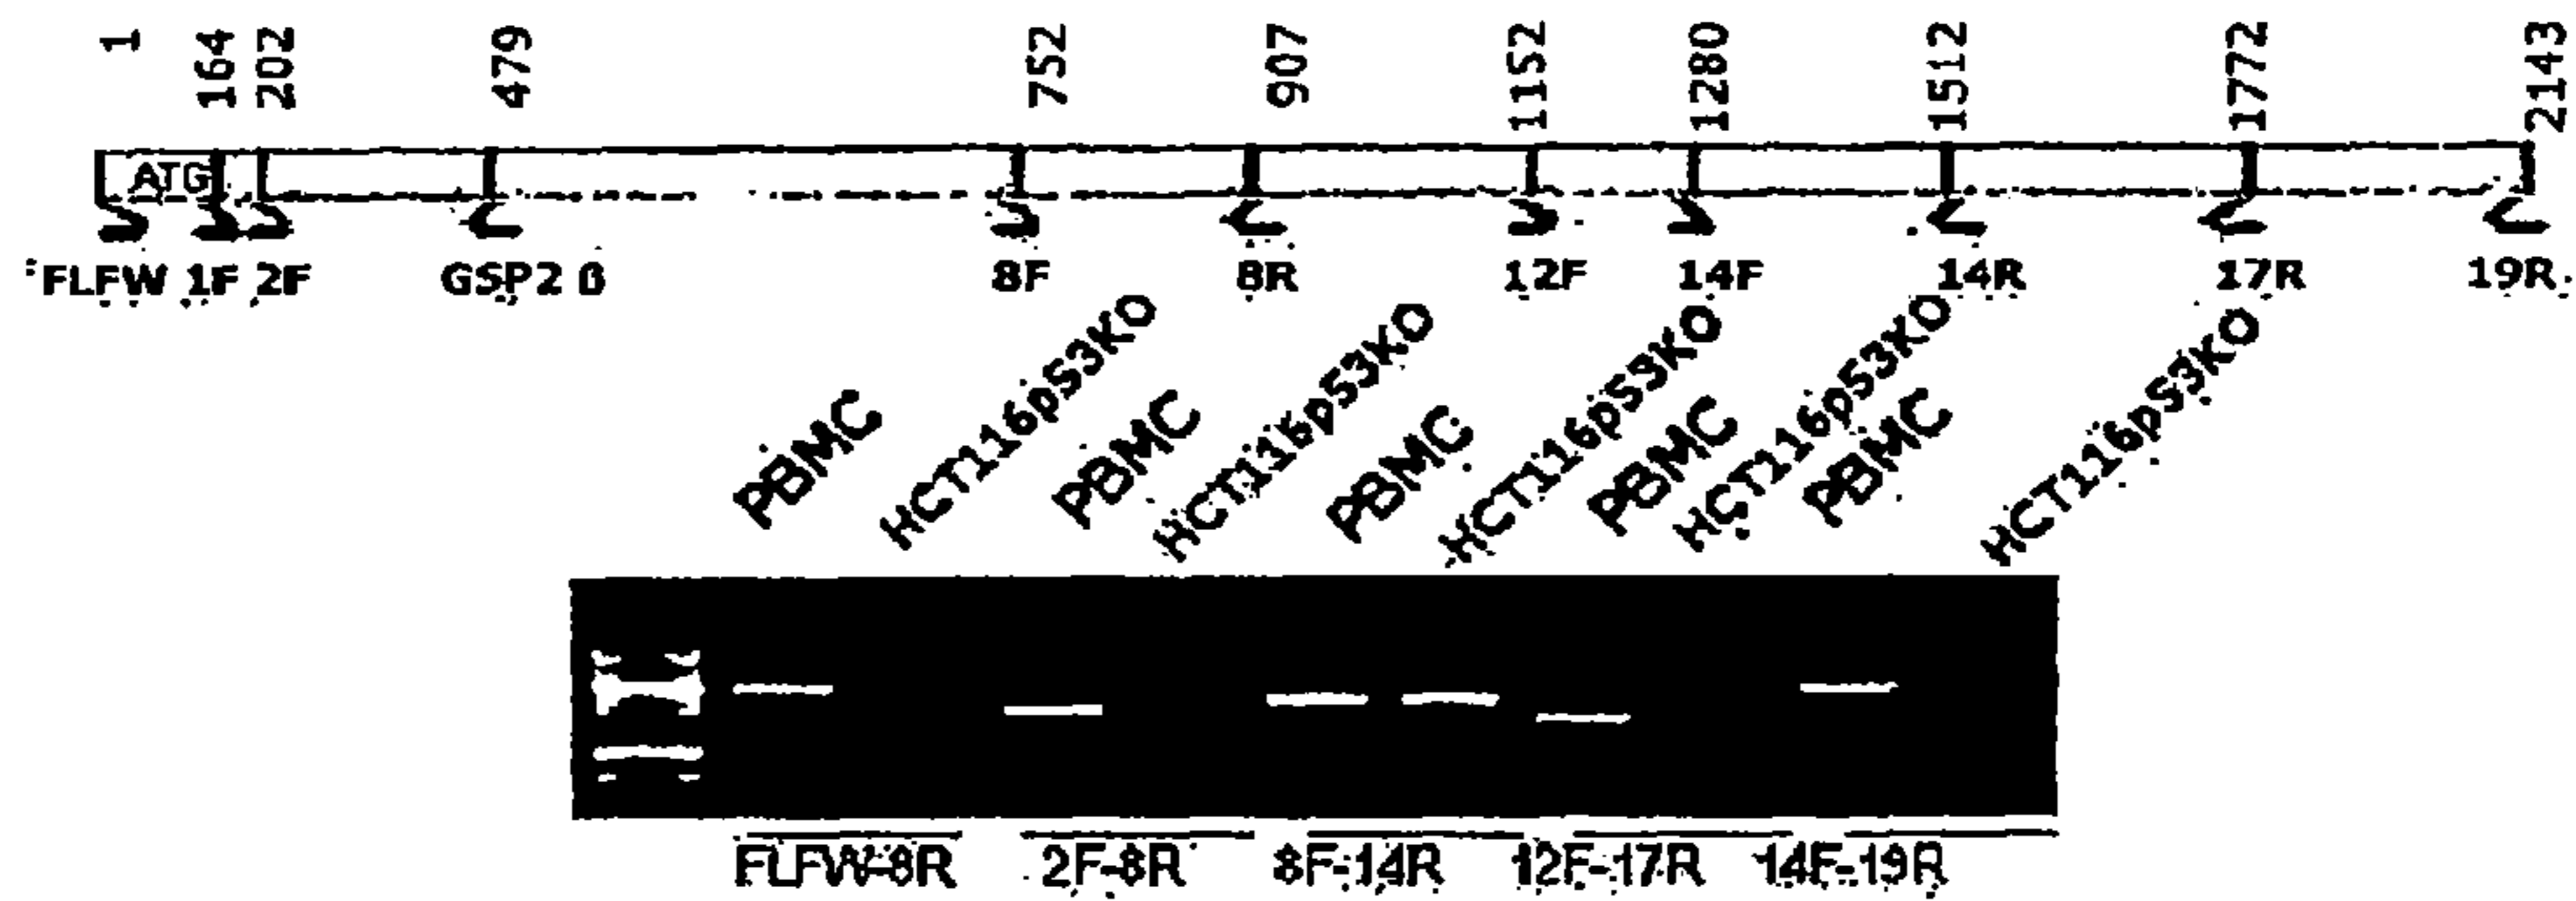 1 164 202 479 752 907 1152 1280 1512 1772 2143
ATG
FLFW 1F 2F GSP2 β 8F 8R 12F 14F 14R 17R 19R
PBMC HCT116p53KO PBMC HCT116p53KO PBMC HCT116p53KO PBMC HCT116p53KO PBMC HCT116p53KO
FLFW-8R 2F-8R 8F-14R 12F-17R 14F-19R